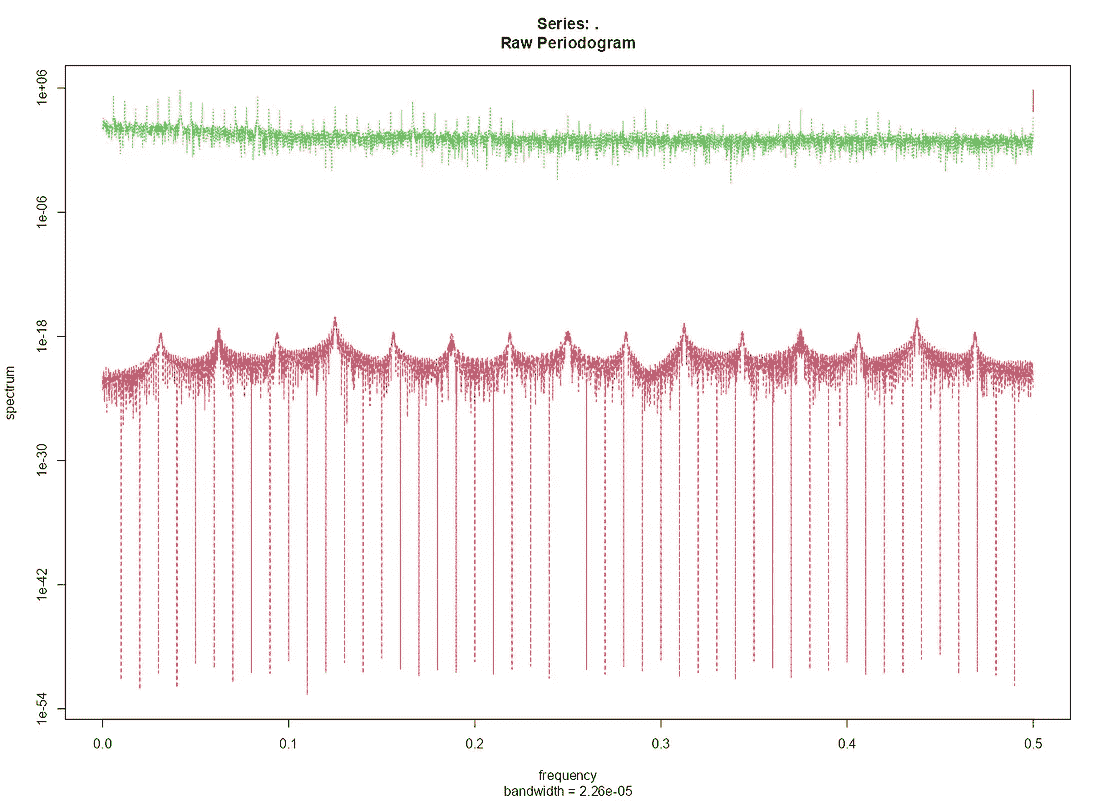 Series: .
Raw Periodogram
1e+06
1e-06
1e-18
1e-30
1e-42
1e-54
spectrum
0.0 0.1 0.2 0.3 0.4 0.5
frequency
bandwidth = 2.26e-05